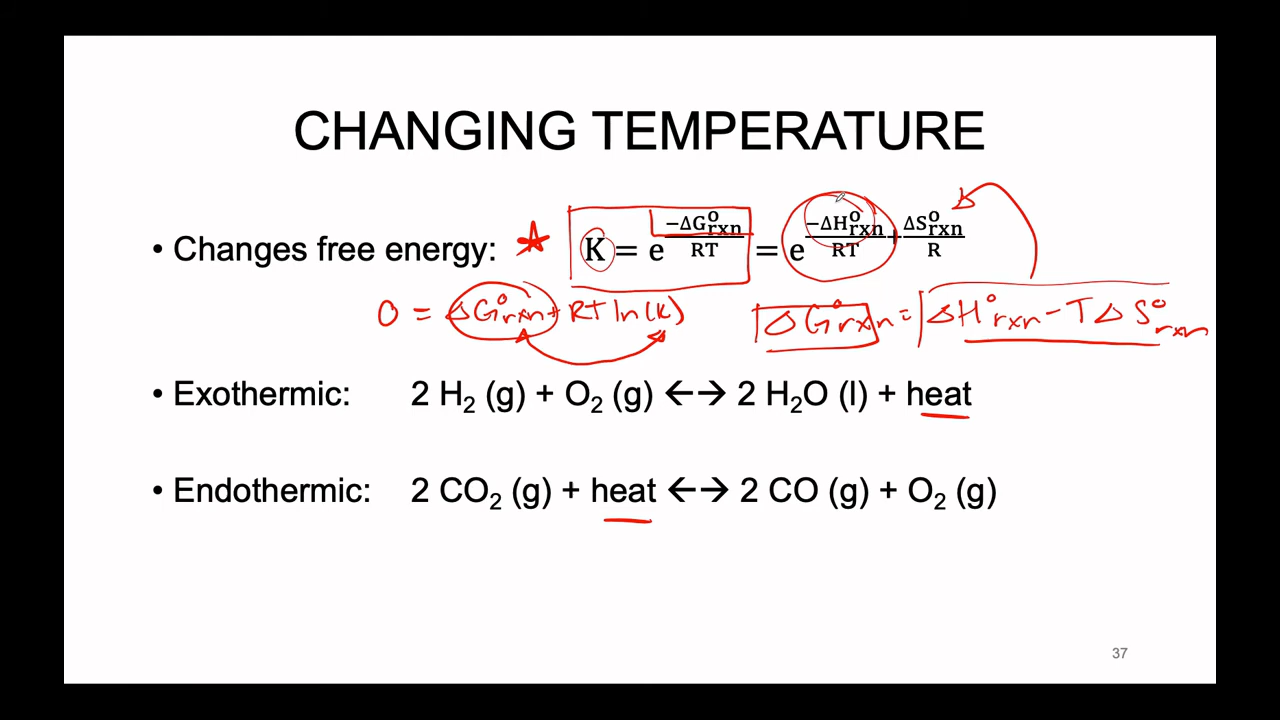 CHANGING TEMPERATURE
• Changes free energy: K = e^(−ΔG°rxn/RT) = e^(−ΔH°rxn/RT + ΔS°rxn/R)
0 = ΔG°rxn + RT ln(K) ΔG°rxn = ΔH°rxn − TΔS°rxn
• Exothermic: 2 H₂ (g) + O₂ (g) ←→ 2 H₂O (l) + heat
• Endothermic: 2 CO₂ (g) + heat ←→ 2 CO (g) + O₂ (g)
37